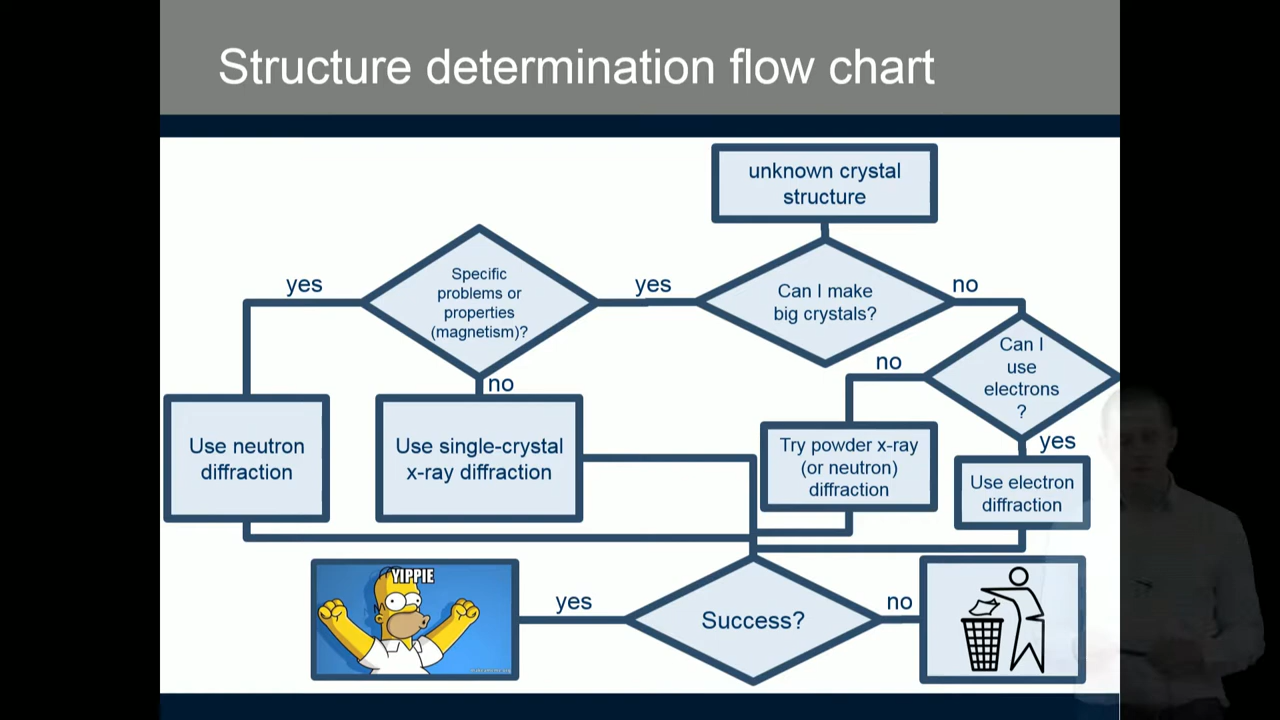 Structure determination flow chart
unknown crystal
structure
yes
Specific
problems or
properties
(magnetism)?
yes
Can I make
big crystals?
no
no
Can I
use
electrons
?
no
yes
Use neutron
diffraction
Use single-crystal
x-ray diffraction
Try powder x-ray
(or neutron)
diffraction
Use electron
diffraction
YIPPIE
yes
Success?
no